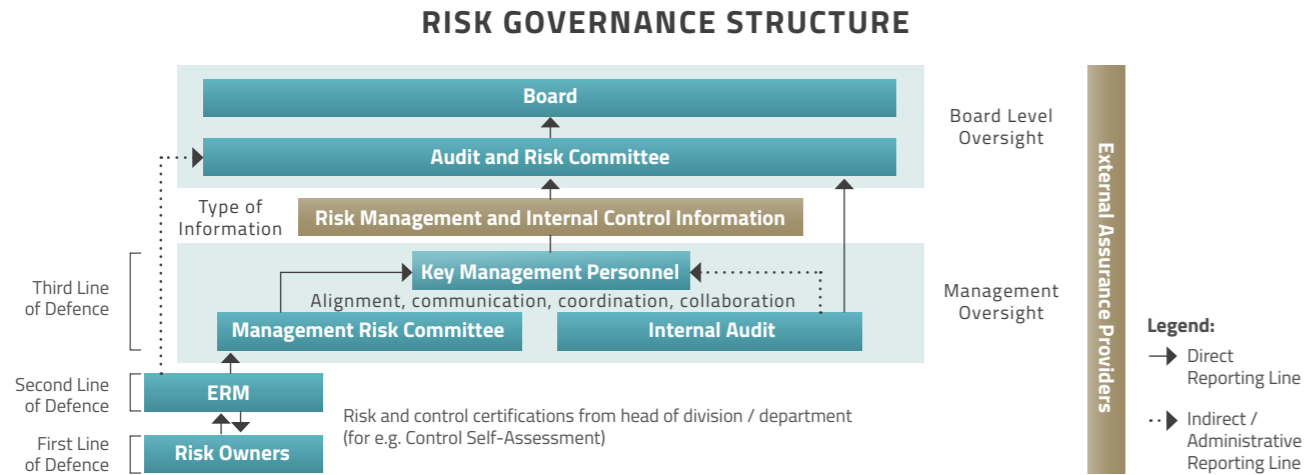 RISK GOVERNANCE STRUCTURE
Board
Audit and Risk Committee
Board Level
Oversight
Type of
Information
Risk Management and Internal Control Information
Third Line
of Defence
Key Management Personnel
Alignment, communication, coordination, collaboration
Management Risk Committee
Internal Audit
Management
Oversight
Second Line
of Defence
ERM
Risk and control certifications from head of division / department
(for e.g. Control Self-Assessment)
First Line
of Defence
Risk Owners
External Assurance Providers
Legend:
Direct
Reporting Line
Indirect /
Administrative
Reporting Line